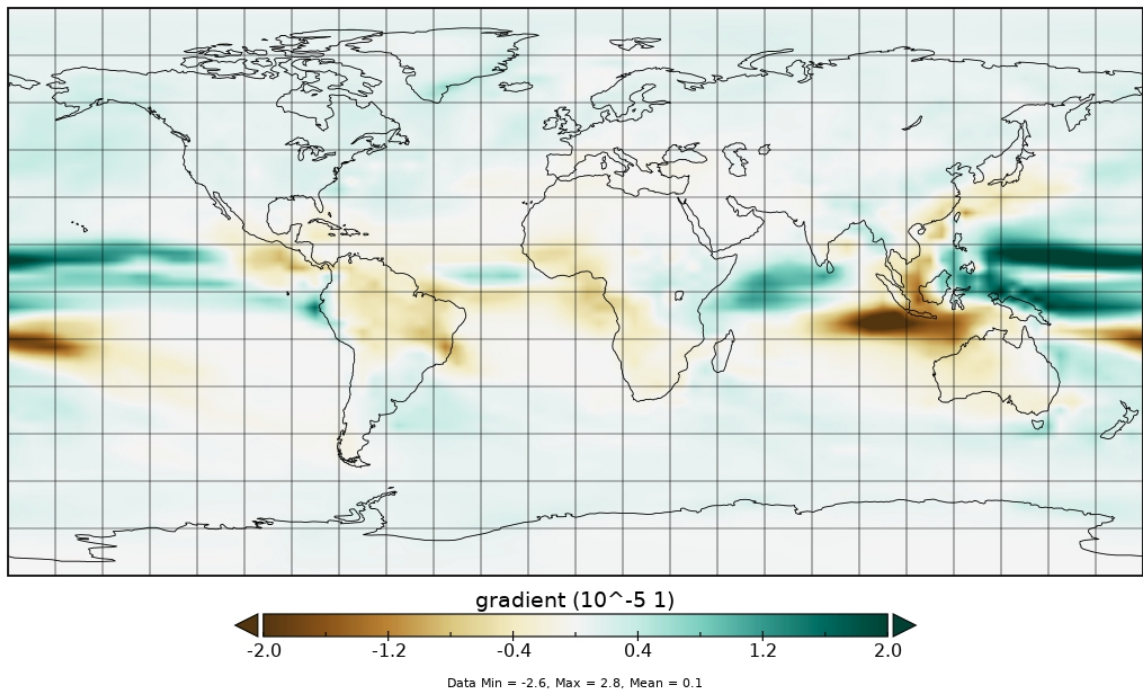 gradient (10^-5 1)
-2.0 -1.2 -0.4 0.4 1.2 2.0
Data Min = -2.6, Max = 2.8, Mean = 0.1